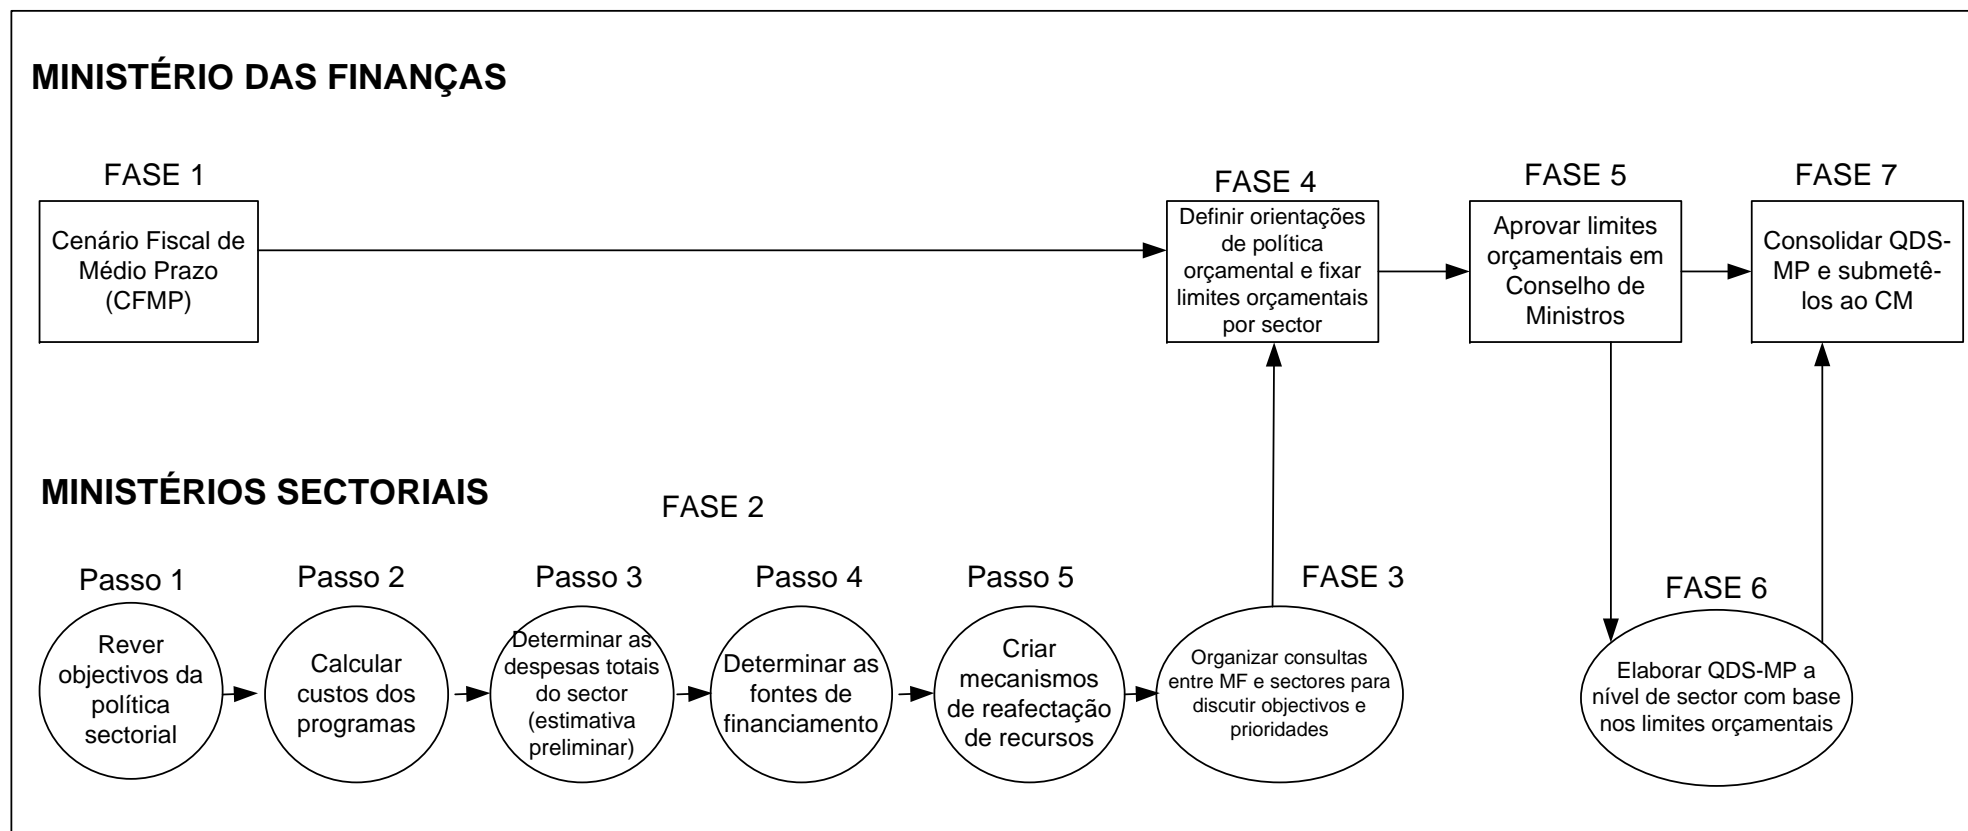 MINISTÉRIO DAS FINANÇAS
FASE 1
Cenário Fiscal de
Médio Prazo
(CFMP)
FASE 4
Definir orientações
de política
orçamental e fixar
limites orçamentais
por sector
FASE 5
Aprovar limites
orçamentais em
Conselho de
Ministros
FASE 7
Consolidar QDS-
MP e submetê-
los ao CM
MINISTÉRIOS SECTORIAIS
FASE 2
Passo 1
Rever
objectivos da
política
sectorial
Passo 2
Calcular
custos dos
programas
Passo 3
Determinar as
despesas totais
do sector
(estimativa
preliminar)
Passo 4
Determinar as
fontes de
financiamento
Passo 5
Criar
mecanismos
de reafectação
de recursos
FASE 3
Organizar consultas
entre MF e sectores para
discutir objectivos e
prioridades
FASE 6
Elaborar QDS-MP a
nível de sector com base
nos limites orçamentais